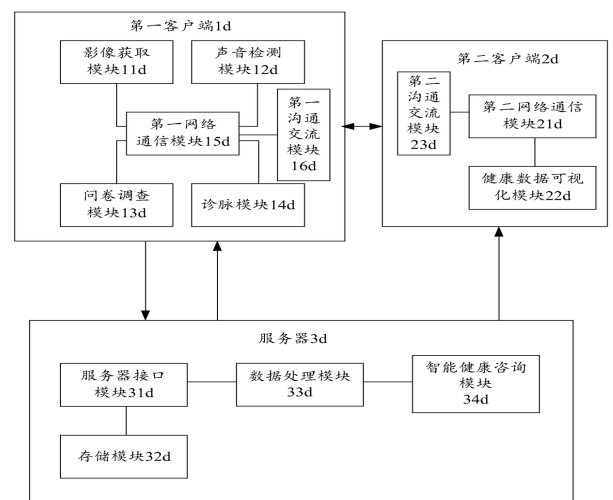 第一客户端1d
影像获取
模块11d
声音检测
模块12d
第一网络
通信模块15d
第一
沟通
交流
模块
16d
问卷调查
模块13d
诊脉模块14d
第二客户端2d
第二
沟通
交流
模块
23d
第二网络通信
模块21d
健康数据可视
化模块22d
服务器3d
服务器接口
模块31d
数据处理模块
33d
智能健康咨询
模块
34d
存储模块32d